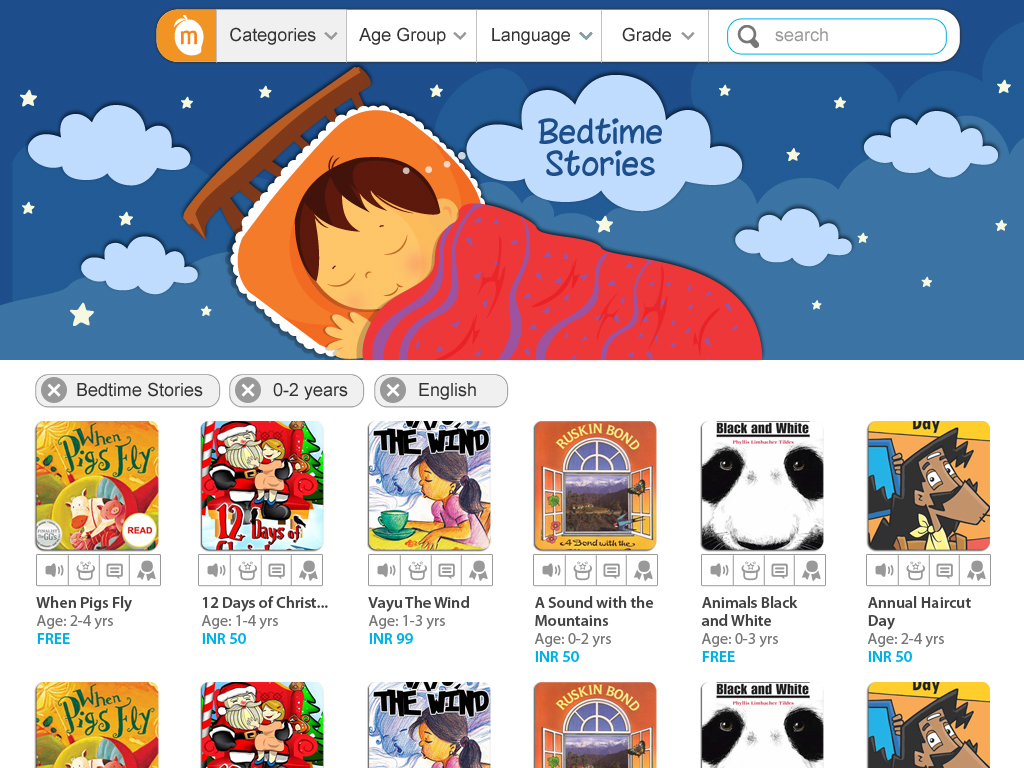 m
Categories
Age Group
Language
Grade
search
Bedtime
Stories
Bedtime Stories
0-2 years
English
When
Pigs Fly
FINALIST
READ
12 Days of
VAYU,
THE WIND
RUSKIN BOND
A Bond with the
Black and White
Phyllis Limbacher Tildes
Day
When Pigs Fly
Age: 2-4 yrs
FREE
12 Days of Christ...
Age: 1-4 yrs
INR 50
Vayu The Wind
Age: 1-3 yrs
INR 99
A Sound with the
Mountains
Age: 0-2 yrs
INR 50
Animals Black
and White
Age: 0-3 yrs
FREE
Annual Haircut
Day
Age: 2-4 yrs
INR 50
When
Pigs Fly
VAYU,
THE WIND
RUSKIN BOND
Black and White
Phyllis Limbacher Tildes
Day